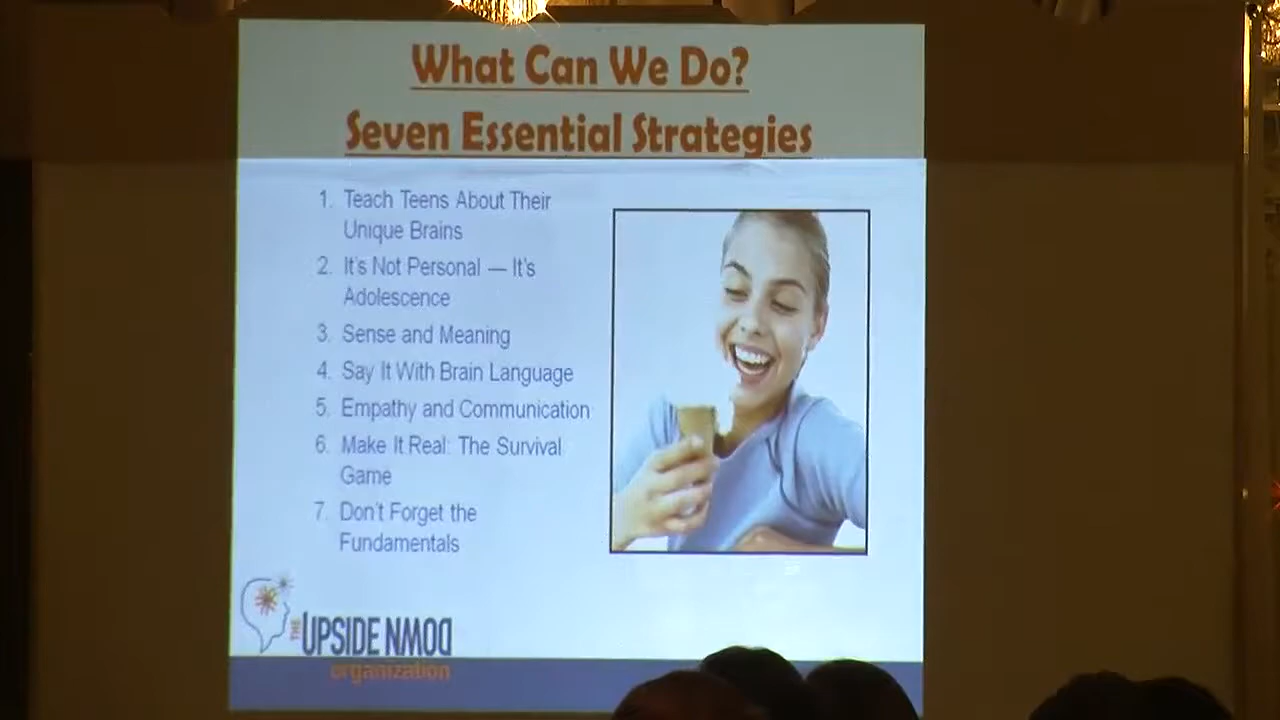 What Can We Do?
Seven Essential Strategies
1. Teach Teens About Their
Unique Brains
2. It's Not Personal — It's
Adolescence
3. Sense and Meaning
4. Say It With Brain Language
5. Empathy and Communication
6. Make It Real: The Survival
Game
7. Don't Forget the
Fundamentals
THE UPSIDE DOWN
organization